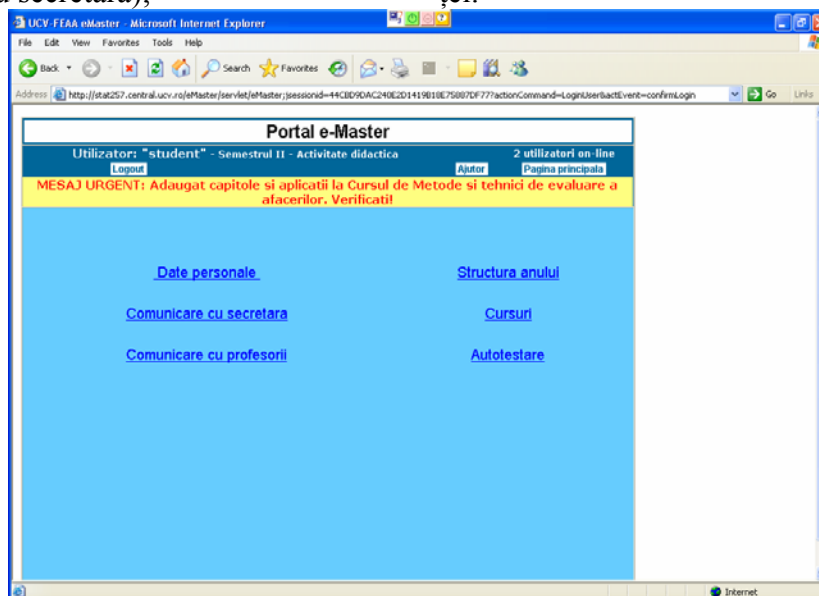 u secretara);
ței.
UCV-FEAA eMaster - Microsoft Internet Explorer
File Edit View Favorites Tools Help
Back Search Favorites
Address http://stat257.central.ucv.ro/eMaster/servlet/eMaster;jsessionid=44CBD9DAC240E2D1419B18E75887DF77?actionCommand=LoginUser&actEvent=confirmLogin Go Links
Portal e-Master
Utilizator: "student" - Semestrul II - Activitate didactica 2 utilizatori on-line
Logout Ajutor Pagina principala
MESAJ URGENT: Adaugat capitole si aplicatii la Cursul de Metode si tehnici de evaluare a
afacerilor. Verificati!
Date personale Structura anului
Comunicare cu secretara Cursuri
Comunicare cu profesorii Autotestare
Internet